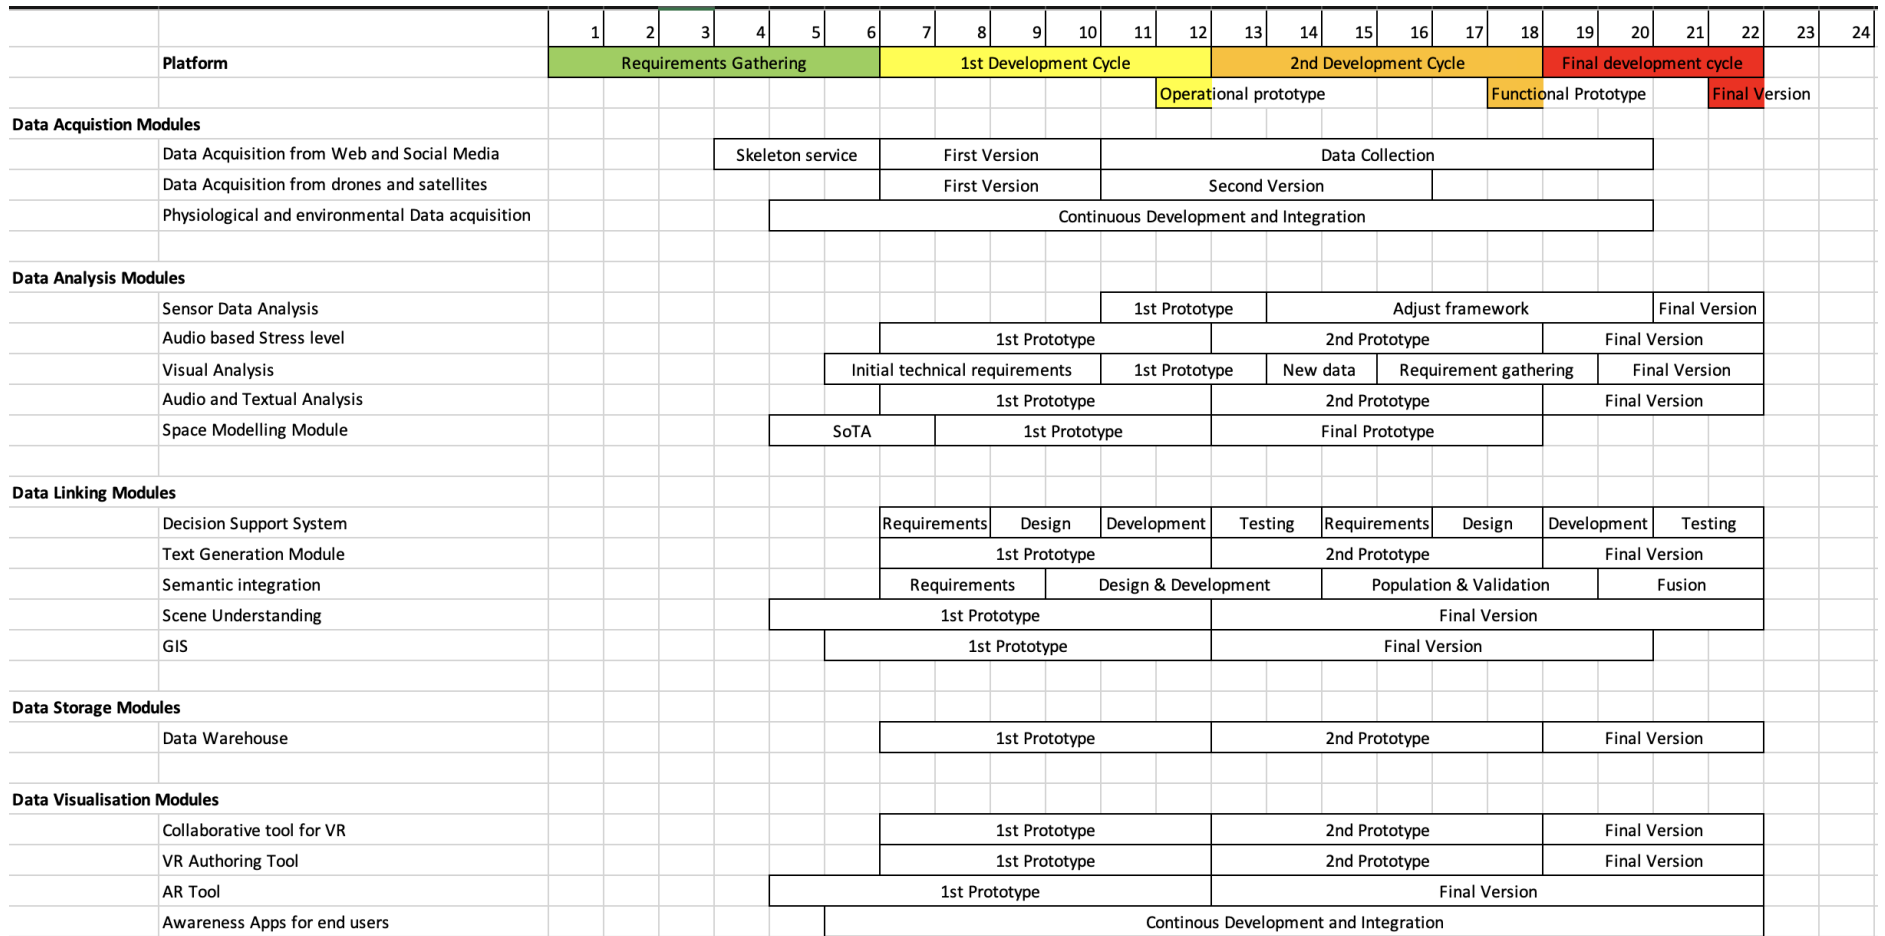 1 2 3 4 5 6 7 8 9 10 11 12 13 14 15 16 17 18 19 20 21 22 23 24
Platform Requirements Gathering 1st Development Cycle 2nd Development Cycle Final development cycle
Operational prototype Functional Prototype Final Version
Data Acquistion Modules
Data Acquisition from Web and Social Media Skeleton service First Version Data Collection
Data Acquisition from drones and satellites First Version Second Version
Physiological and environmental Data acquisition Continuous Development and Integration
Data Analysis Modules
Sensor Data Analysis 1st Prototype Adjust framework Final Version
Audio based Stress level 1st Prototype 2nd Prototype Final Version
Visual Analysis Initial technical requirements 1st Prototype New data Requirement gathering Final Version
Audio and Textual Analysis 1st Prototype 2nd Prototype Final Version
Space Modelling Module SoTA 1st Prototype Final Prototype
Data Linking Modules
Decision Support System Requirements Design Development Testing Requirements Design Development Testing
Text Generation Module 1st Prototype 2nd Prototype Final Version
Semantic integration Requirements Design & Development Population & Validation Fusion
Scene Understanding 1st Prototype Final Version
GIS 1st Prototype Final Version
Data Storage Modules
Data Warehouse 1st Prototype 2nd Prototype Final Version
Data Visualisation Modules
Collaborative tool for VR 1st Prototype 2nd Prototype Final Version
VR Authoring Tool 1st Prototype 2nd Prototype Final Version
AR Tool 1st Prototype Final Version
Awareness Apps for end users Continous Development and Integration